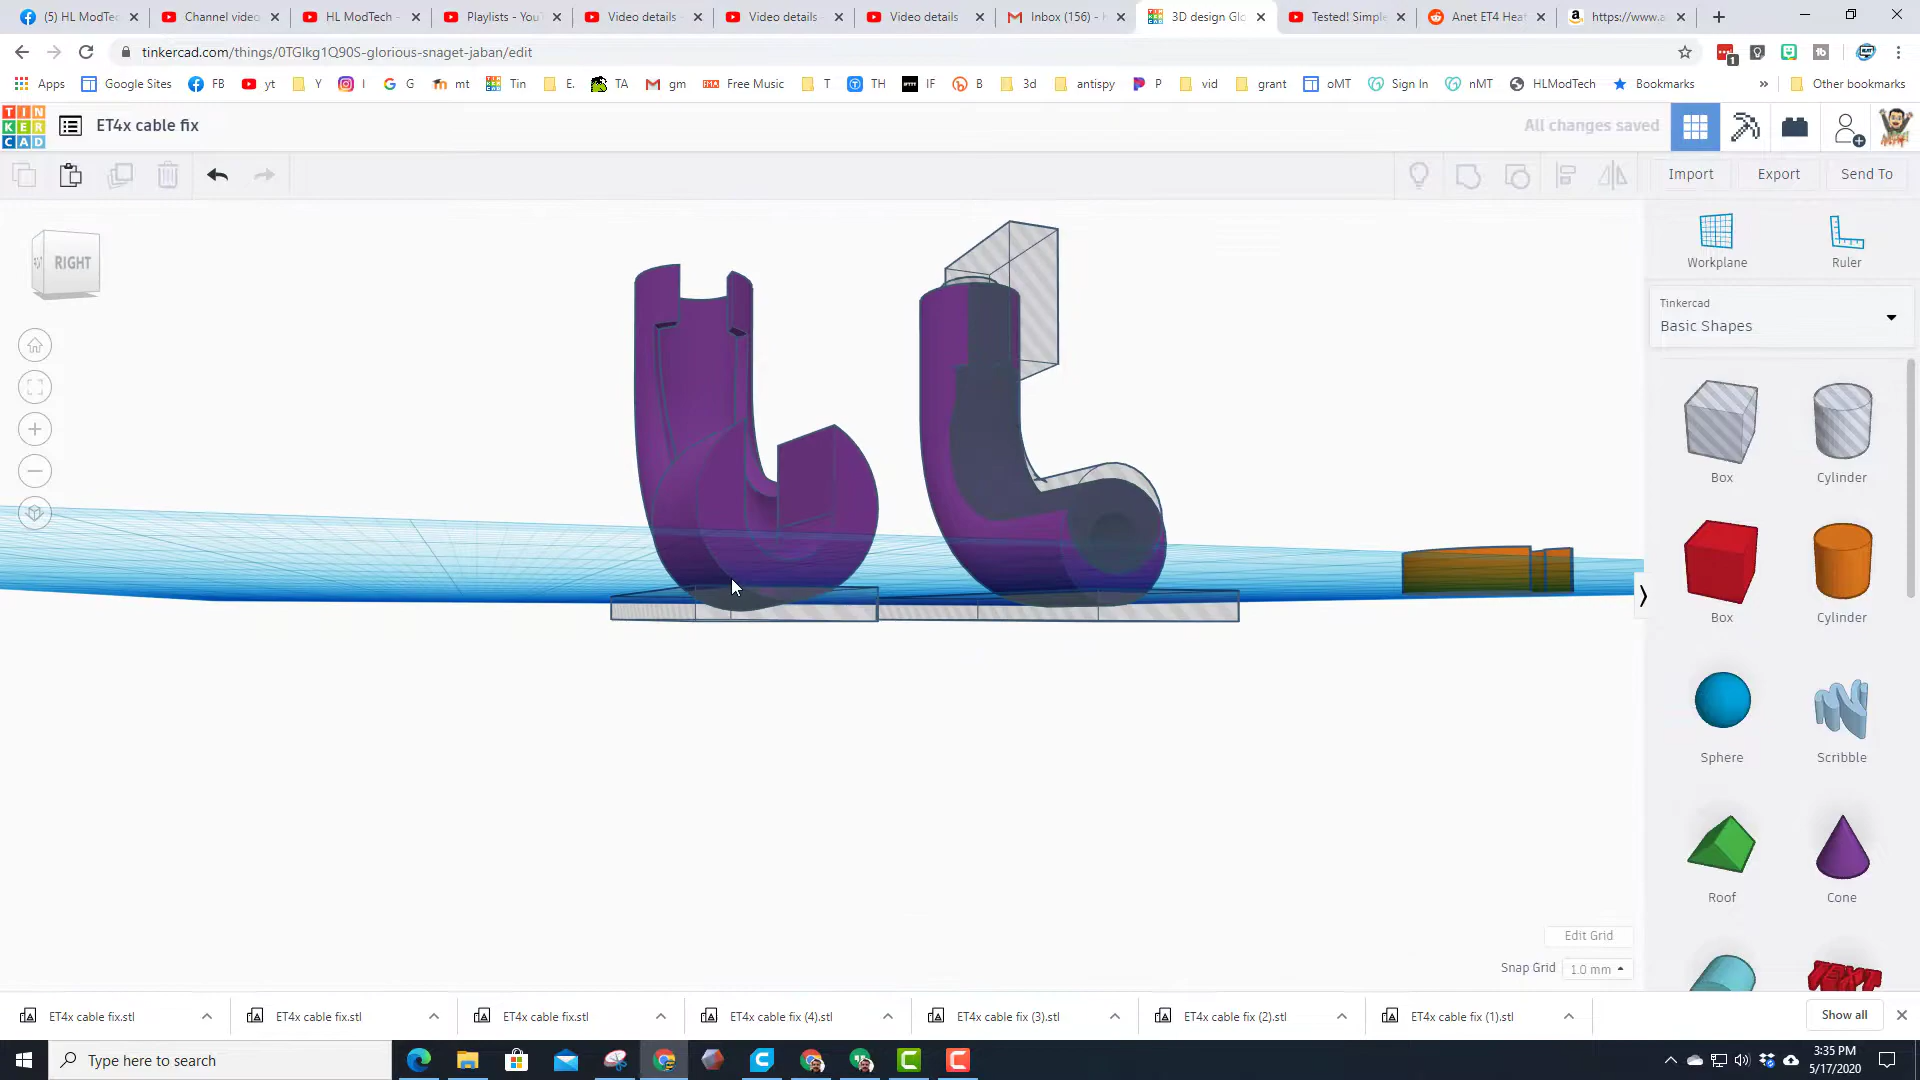 (5) HL ModTec
Channel video
HL ModTech -
Playlists - YouT
Video details -
Video details -
Video details
Inbox (156) -
3D design Glo
Tested! Simple
Anet ET4 Heat
https://www.a
tinkercad.com/things/0TGlkg1Q90S-glorious-snaget-jaban/edit
1
tb
Apps
Google Sites
FB
yt
Y
I
G
mt
Tin
E.
TA
gm
Free Music
T
TH
IF
B
3d
antispy
P
vid
grant
oMT
Sign In
nMT
HLModTech
Bookmarks
»
Other bookmarks
TIN
KER
CAD
ET4x cable fix
All changes saved
Import
Export
Send To
RIGHT
Workplane
Ruler
Tinkercad
Basic Shapes
Box
Cylinder
Box
Cylinder
Sphere
Scribble
Roof
Cone
TEXT
Edit Grid
Snap Grid
1.0 mm
ET4x cable fix.stl
ET4x cable fix.stl
ET4x cable fix.stl
ET4x cable fix (4).stl
ET4x cable fix (3).stl
ET4x cable fix (2).stl
ET4x cable fix (1).stl
Show all
Type here to search
3:35 PM
5/17/2020